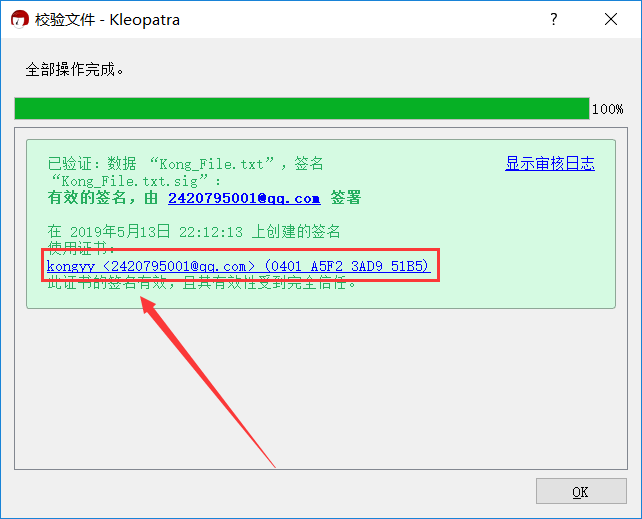 校验文件 - Kleopatra
全部操作完成。
100%
已验证：数据 “Kong_File.txt”，签名
“Kong_File.txt.sig”：
显示审核日志
有效的签名，由 2420795001@qq.com 签署
在 2019年5月13日 22:12:13 上创建的签名
使用证书：
kongyy <2420795001@qq.com> (0401 A5F2 3AD9 51B5)
此证书的签名有效，且其有效性受到完全信任。
OK